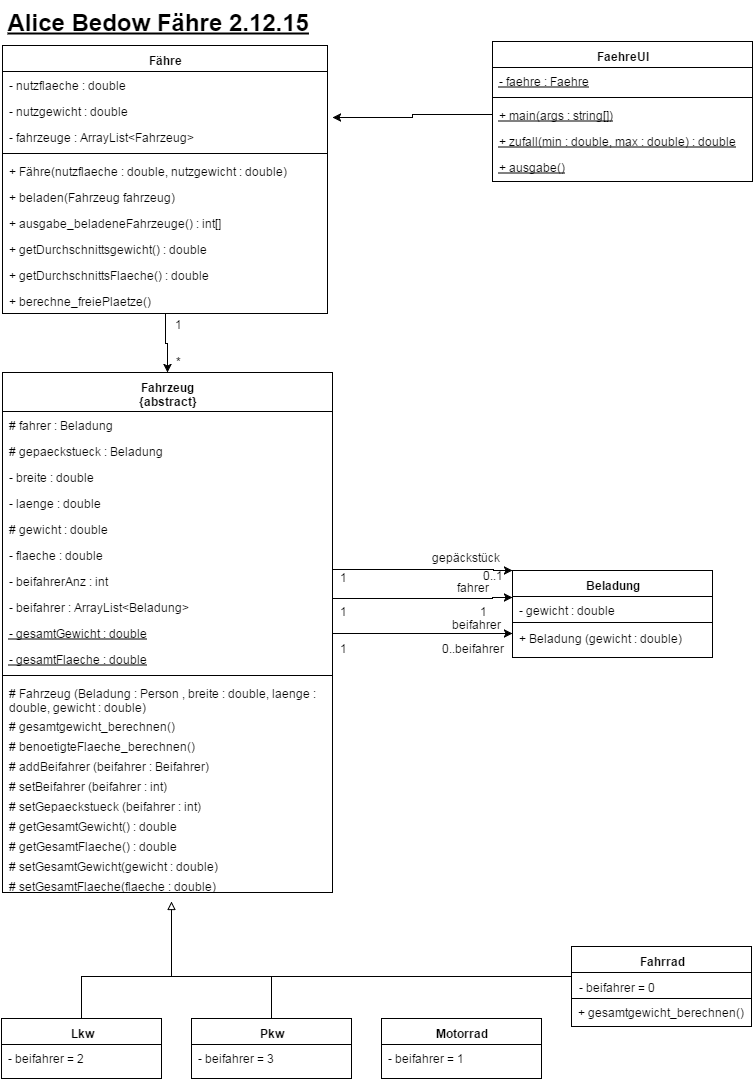 Alice Bedow Fähre 2.12.15
Fähre
- nutzflaeche : double
- nutzgewicht : double
- fahrzeuge : ArrayList<Fahrzeug>
+ Fähre(nutzflaeche : double, nutzgewicht : double)
+ beladen(Fahrzeug fahrzeug)
+ ausgabe_beladeneFahrzeuge() : int[]
+ getDurchschnittsgewicht() : double
+ getDurchschnittsFlaeche() : double
+ berechne_freiePlaetze()
FaehreUI
- faehre : Faehre
+ main(args : string[])
+ zufall(min : double, max : double) : double
+ ausgabe()
1
*
Fahrzeug
{abstract}
# fahrer : Beladung
# gepaeckstueck : Beladung
- breite : double
- laenge : double
# gewicht : double
- flaeche : double
- beifahrerAnz : int
- beifahrer : ArrayList<Beladung>
- gesamtGewicht : double
- gesamtFlaeche : double
# Fahrzeug (Beladung : Person , breite : double, laenge :
double, gewicht : double)
# gesamtgewicht_berechnen()
# benoetigteFlaeche_berechnen()
# addBeifahrer (beifahrer : Beifahrer)
# setBeifahrer (beifahrer : int)
# setGepaeckstueck (beifahrer : int)
# getGesamtGewicht() : double
# getGesamtFlaeche() : double
# setGesamtGewicht(gewicht : double)
# setGesamtFlaeche(flaeche : double)
gepäckstück
1
0..1
fahrer
1
1
beifahrer
1
0..beifahrer
Beladung
- gewicht : double
+ Beladung (gewicht : double)
Fahrrad
- beifahrer = 0
+ gesamtgewicht_berechnen()
Lkw
- beifahrer = 2
Pkw
- beifahrer = 3
Motorrad
- beifahrer = 1